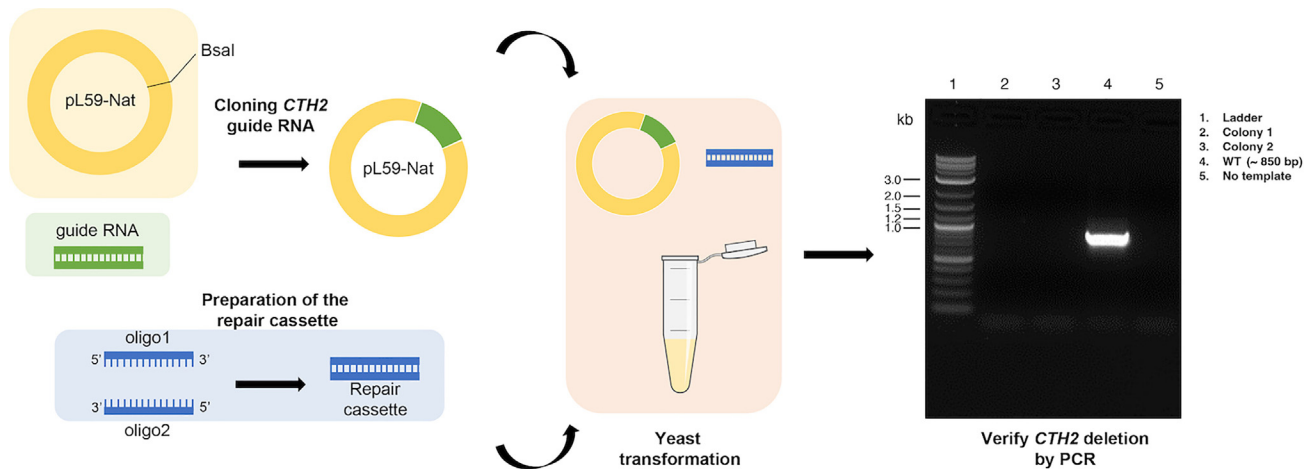 BsaI
pL59-Nat
Cloning CTH2
guide RNA
pL59-Nat
guide RNA
Preparation of the
repair cassette
oligo1
5'
3'
3'
5'
oligo2
Repair
cassette
Yeast
transformation
1
2
3
4
5
kb
3.0
2.0
1.5
1.2
1.0
1. Ladder
2. Colony 1
3. Colony 2
4. WT (~ 850 bp)
5. No template
Verify CTH2 deletion
by PCR